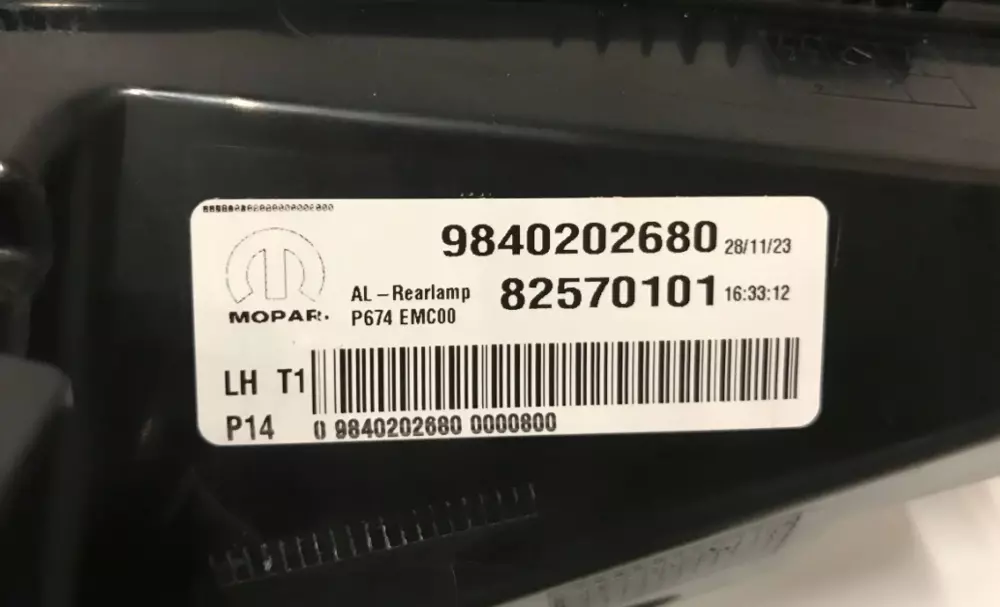 9840202680 28/11/23
AL-Rearlamp 82570101 16:33:12
MOPAR. P674 EMC00
LH T1
P14 0 9840202680 0000800